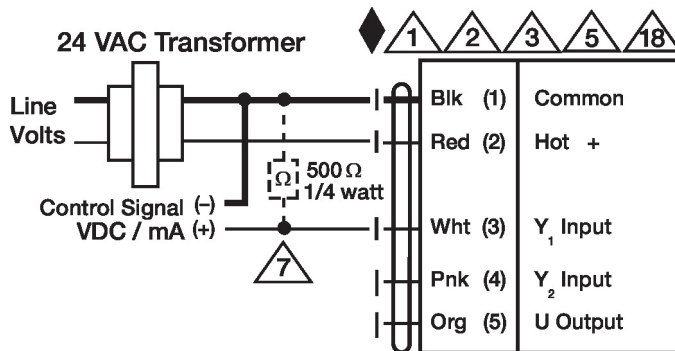 24 VAC Transformer
1 2 3 5 18
Line
Volts
Blk (1) Common
Red (2) Hot +
Ω 500 Ω
1/4 watt
Control Signal (–)
VDC / mA (+)
Wht (3) Y1 Input
7
Pnk (4) Y2 Input
Org (5) U Output